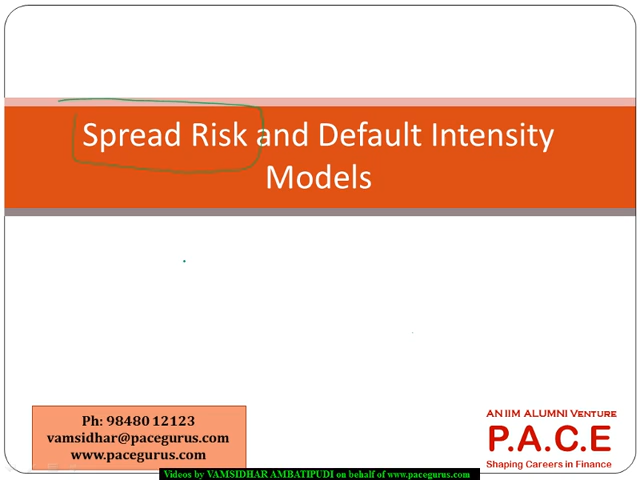 Spread Risk and Default Intensity
Models
Ph: 98480 12123
vamsidhar@pacegurus.com
www.pacegurus.com
AN IIM ALUMNI VENTURE
P.A.C.E
Shaping Careers in Finance
Videos by VAMSIDHAR AMBATIPUDI on behalf of www.pacegurus.com